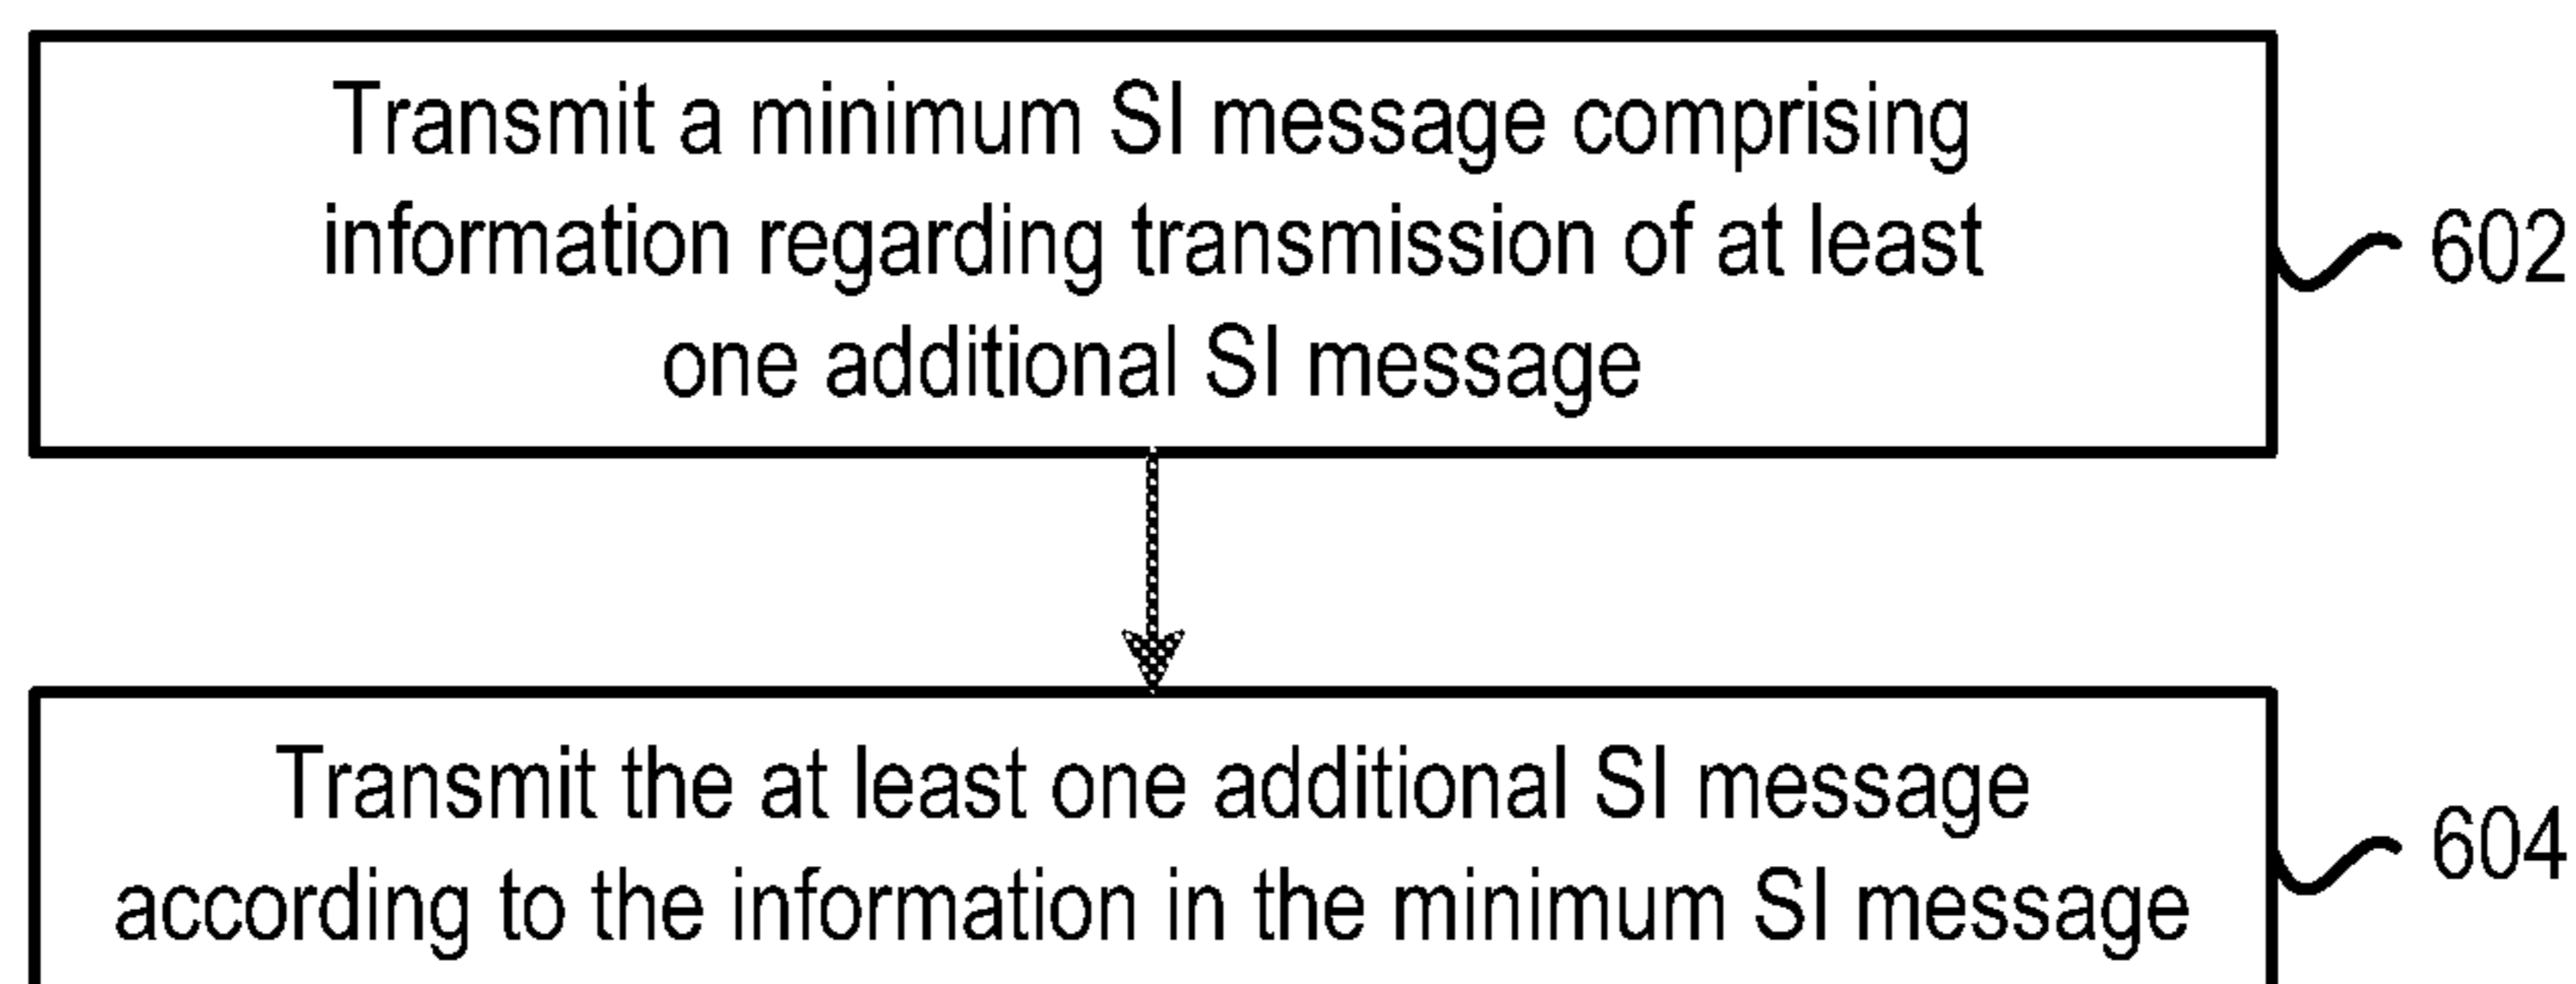 Transmit a minimum SI message comprising
information regarding transmission of at least
one additional SI message
602
Transmit the at least one additional SI message
according to the information in the minimum SI message
604